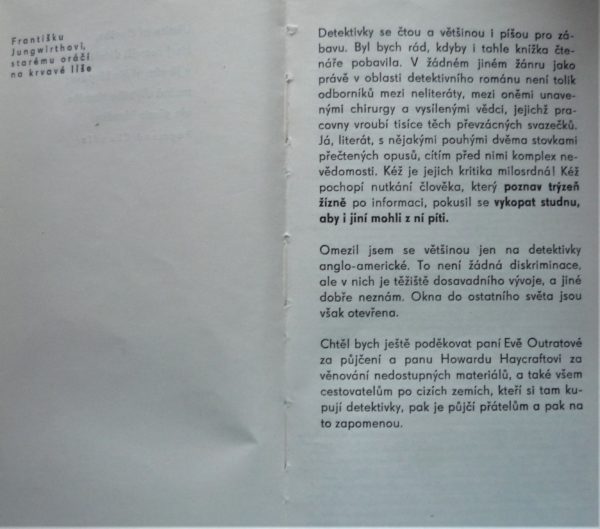 Františku
Jungwirthovi,
starému oráči
na krvavé líše
Detektivky se čtou a většinou i píšou pro zá-
bavu. Byl bych rád, kdyby i tahle knížka čte-
náře pobavila. V žádném jiném žánru jako
právě v oblasti detektivního románu není tolik
odborníků mezi neliteráty, mezi oněmi unave-
nými chirurgy a vysílenými vědci, jejichž pra-
covny vroubí tisíce těch převzácných svazečků.
Já, literát, s nějakými pouhými dvěma stovkami
přečtených opusů, cítím před nimi komplex ne-
vědomosti. Kéž je jejich kritika milosrdná! Kéž
pochopí nutkání člověka, který poznav trýzeň
žízně po informaci, pokusil se vykopat studnu,
aby i jiní mohli z ní píti.
Omezil jsem se většinou jen na detektivky
anglo-americké. To není žádná diskriminace,
ale v nich je těžiště dosavadního vývoje, a jiné
dobře neznám. Okna do ostatního světa jsou
však otevřena.
Chtěl bych ještě poděkovat paní Evě Outratové
za půjčení a panu Howardu Haycraftovi za
věnování nedostupných materiálů, a také všem
cestovatelům po cizích zemích, kteří si tam ku-
pují detektivky, pak je půjčí přátelům a pak na
to zapomenou.